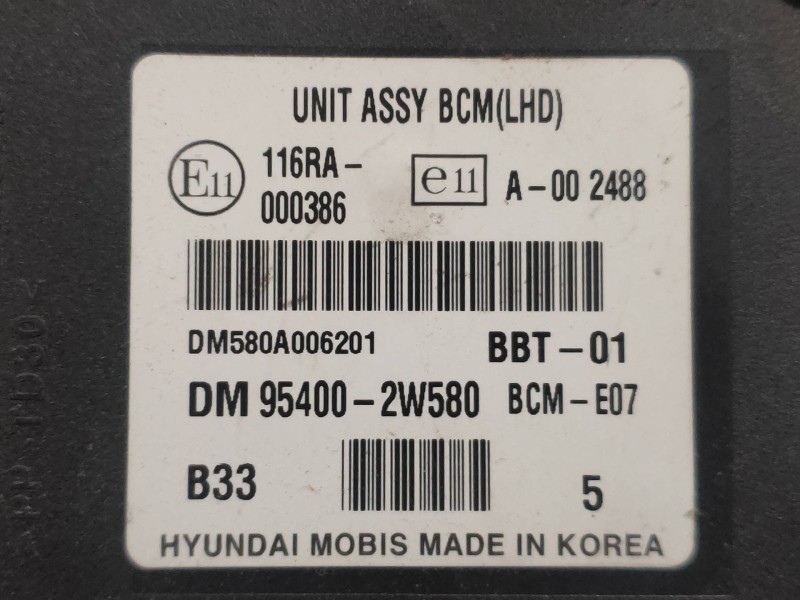 UNIT ASSY BCM(LHD)
E11 116RA-000386 e11 A-00 2488
DM580A006201 BBT-01
DM 95400-2W580 BCM-E07
B33 5
HYUNDAI MOBIS MADE IN KOREA